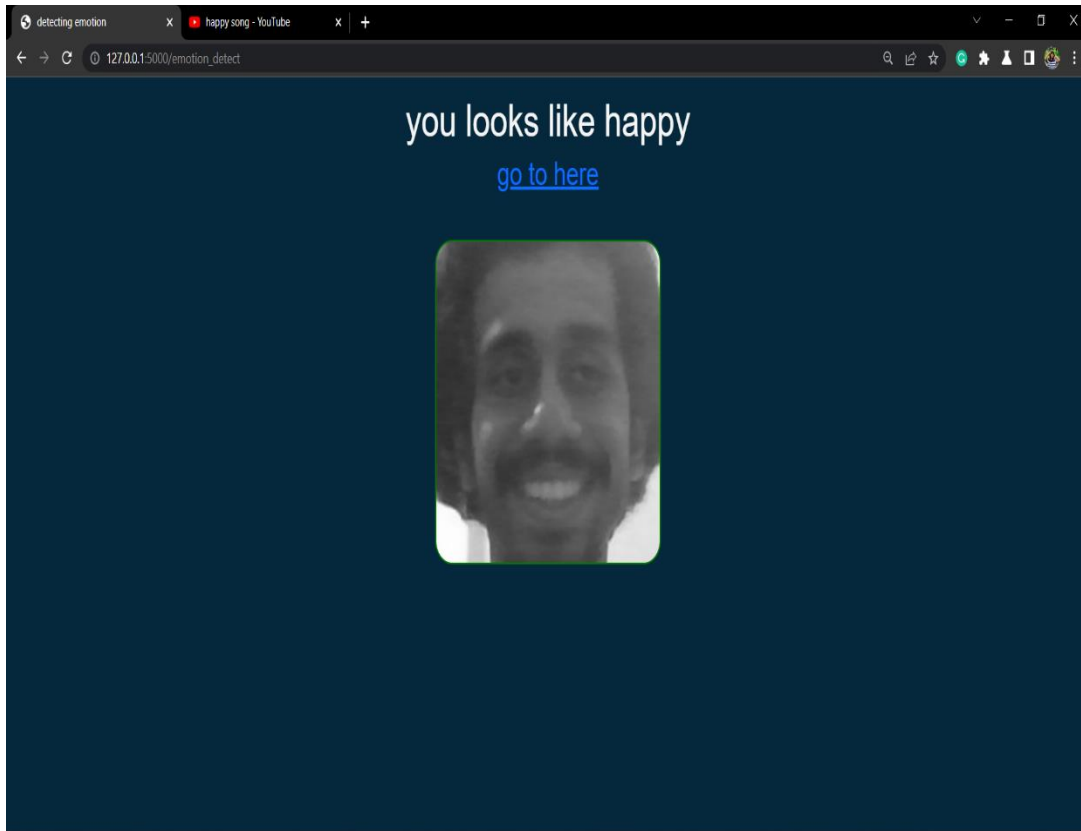 detecting emotion
happy song - YouTube
127.0.0.1:5000/emotion_detect
you looks like happy
go to here